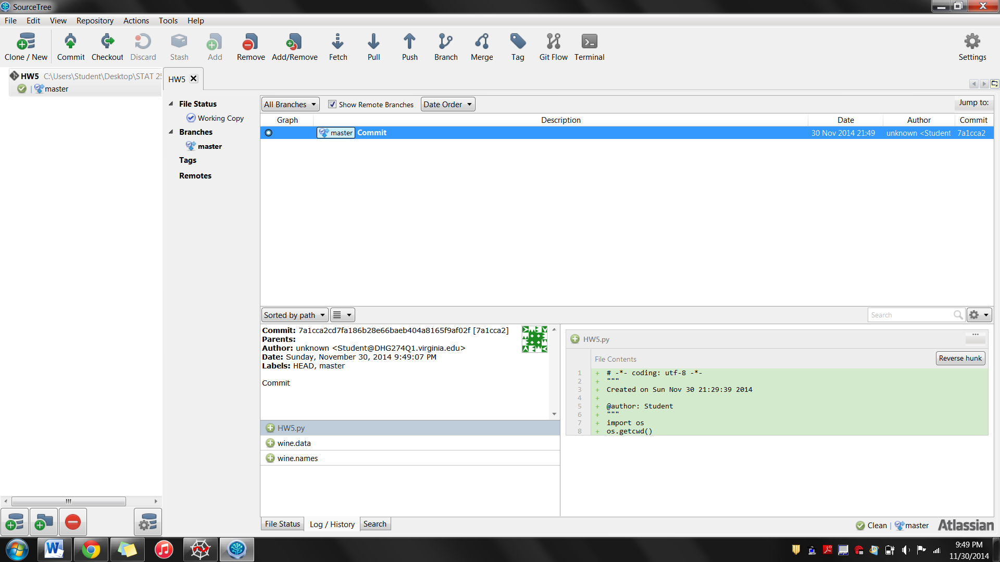 SourceTree
File Edit View Repository Actions Tools Help
Clone / New Commit Checkout Discard Stash Add Remove Add/Remove Fetch Pull Push Branch Merge Tag Git Flow Terminal Settings
HW5 C:\Users\Student\Desktop\STAT 25
master
HW5
File Status
Working Copy
Branches
master
Tags
Remotes
All Branches Show Remote Branches Date Order Jump to:
Graph Description Date Author Commit
master Commit 30 Nov 2014 21:49 unknown <Student 7a1cca2
Sorted by path Search
Commit: 7a1cca2cd7fa186b28e66baeb404a8165f9af02f [7a1cca2]
Parents:
Author: unknown <Student@DHG274Q1.virginia.edu>
Date: Sunday, November 30, 2014 9:49:07 PM
Labels: HEAD, master
Commit
HW5.py
wine.data
wine.names
HW5.py ...
File Contents Reverse hunk
1 + # -*- coding: utf-8 -*-
2 + """
3 + Created on Sun Nov 30 21:29:39 2014
4 +
5 + @author: Student
6 + """
7 + import os
8 + os.getcwd()
File Status Log / History Search
Clean master Atlassian
9:49 PM
11/30/2014